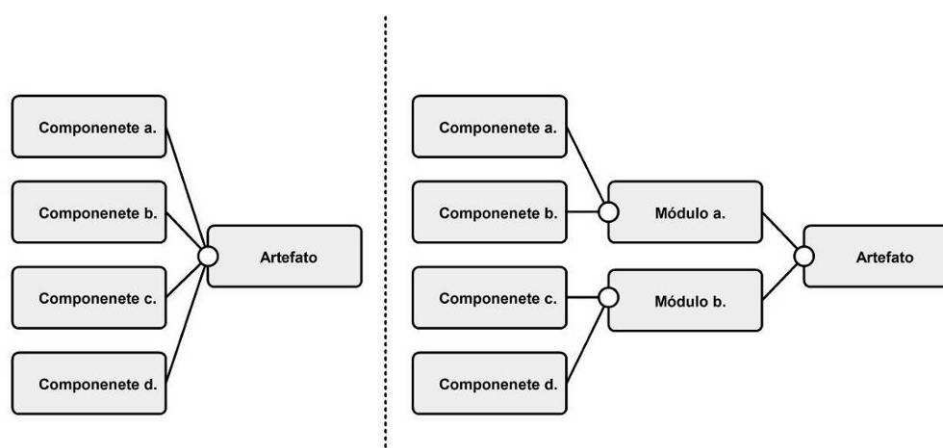 Componenete a.
Componenete b.
Componenete c.
Componenete d.
Artefato
Componenete a.
Componenete b.
Componenete c.
Componenete d.
Módulo a.
Módulo b.
Artefato